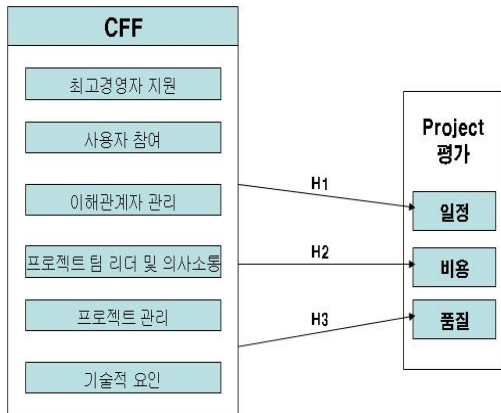 CFF
최고경영자 지원
사용자 참여
이해관계자 관리
프로젝트 팀 리더 및 의사소통
프로젝트 관리
기술적 요인
H1
H2
H3
Project
평가
일정
비용
품질